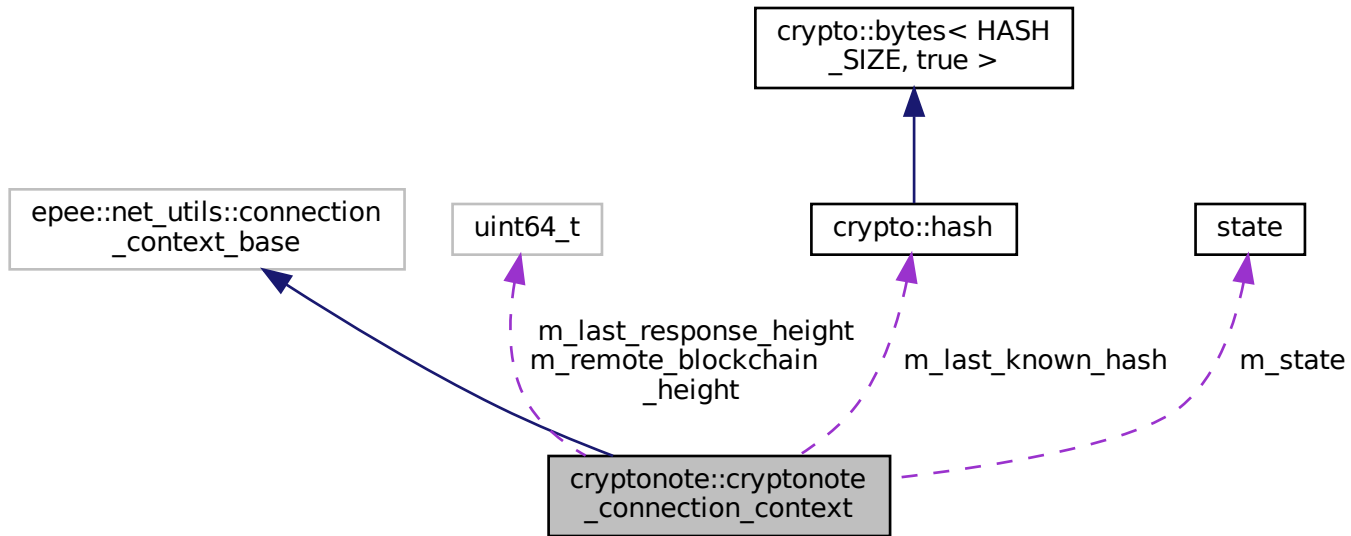 crypto::bytes< HASH
_SIZE, true >
epee::net_utils::connection
_context_base
uint64_t
crypto::hash
state
m_last_response_height
m_remote_blockchain
_height
m_last_known_hash
m_state
cryptonote::cryptonote
_connection_context